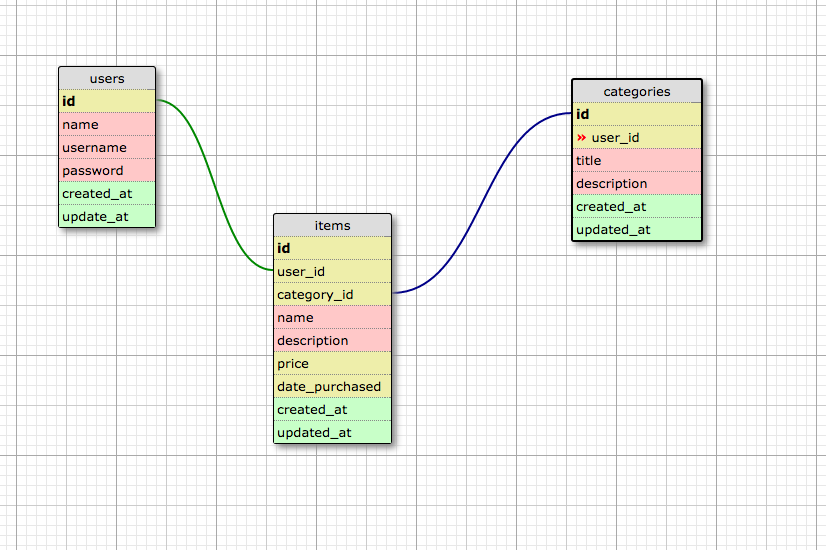 users
id
name
username
password
created_at
update_at
items
id
user_id
category_id
name
description
price
date_purchased
created_at
updated_at
categories
id
» user_id
title
description
created_at
updated_at